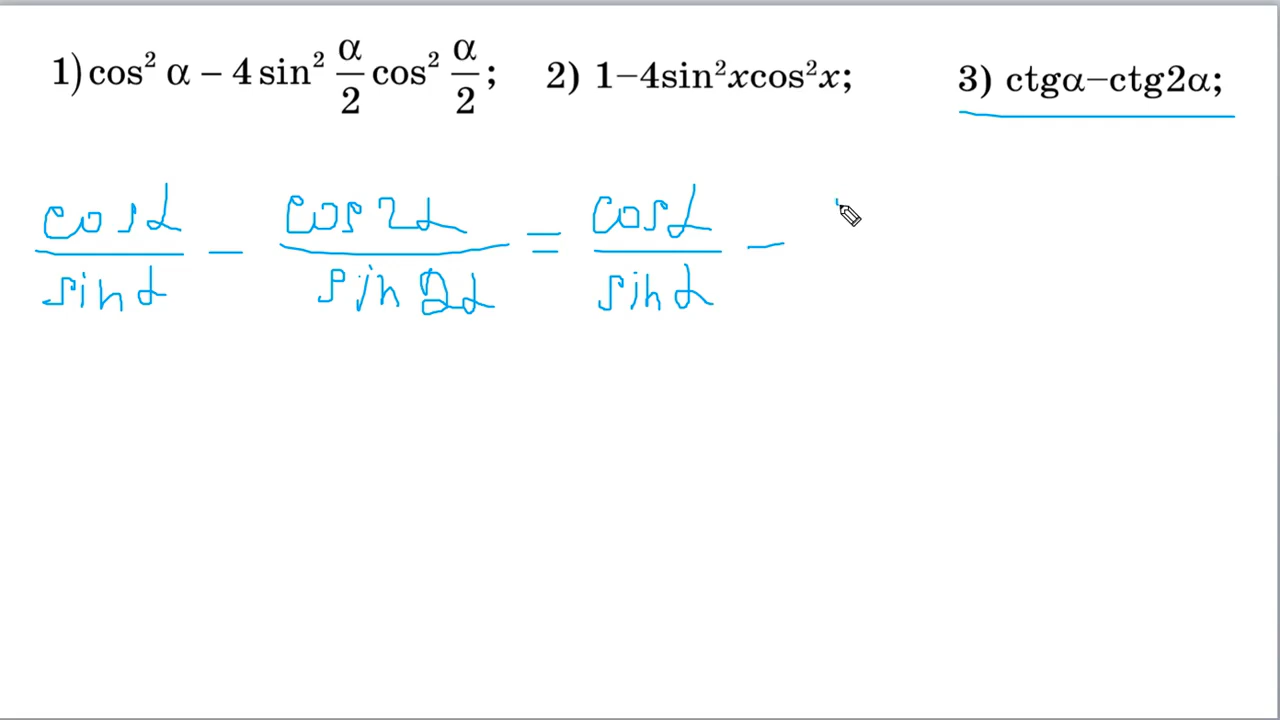 1) cos² α – 4 sin² α/2 cos² α/2; 2) 1–4sin²xcos²x; 3) ctgα–ctg2α;
cosα/sinα – cos2α/sin2α = cosα/sinα –